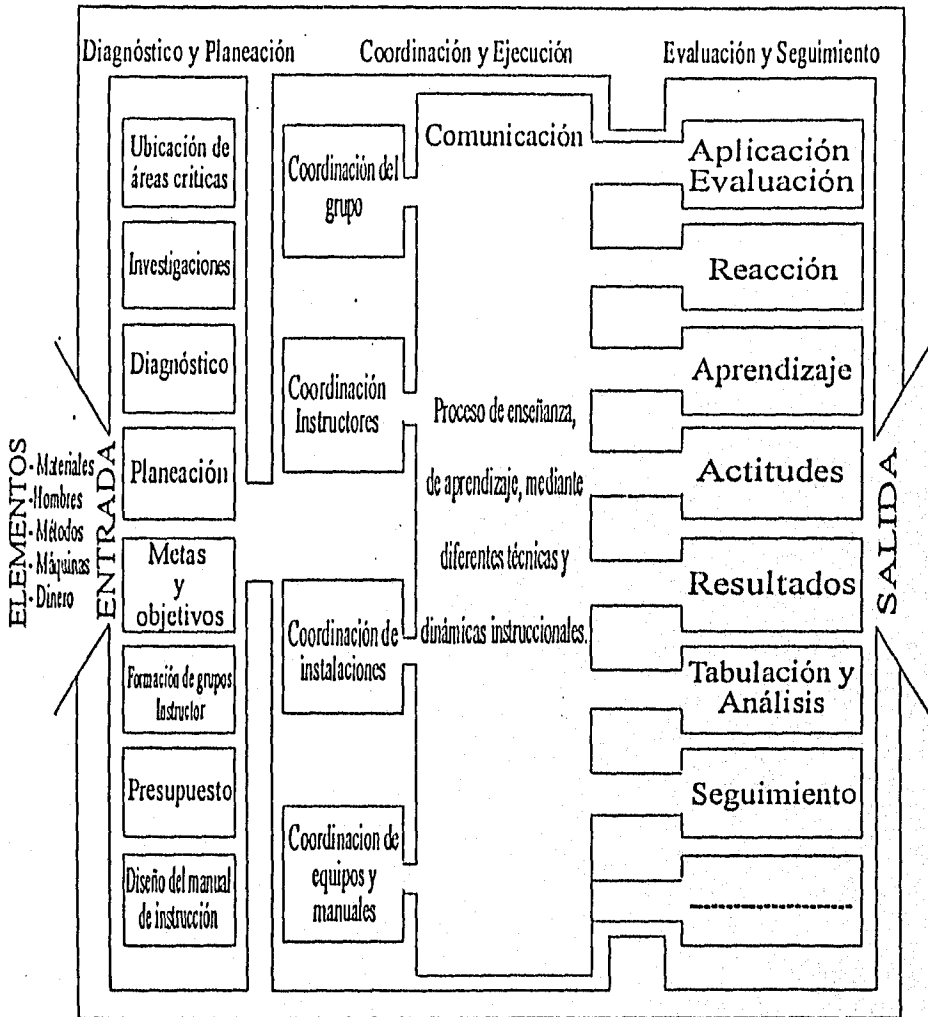 Diagnóstico y Planeación
Coordinación y Ejecución
Evaluación y Seguimiento
ELEMENTOS
· Materiales
· Hombres
· Métodos
· Máquinas
· Dinero
ENTRADA
Ubicación de
áreas criticas
Investigaciones
Diagnóstico
Planeación
Metas
y
objetivos
Formación de grupos
Instructor
Presupuesto
Diseño del manual
de instrucción
Coordinación del
grupo
Coordinación
Instructores
Coordinación de
instalaciones
Coordinacion de
equipos y
manuales
Comunicación
Proceso de enseñanza,
de aprendizaje, mediante
diferentes técnicas y
dinámicas instruccionales.
Aplicación
Evaluación
Reacción
Aprendizaje
Actitudes
Resultados
Tabulación y
Análisis
Seguimiento
SALIDA